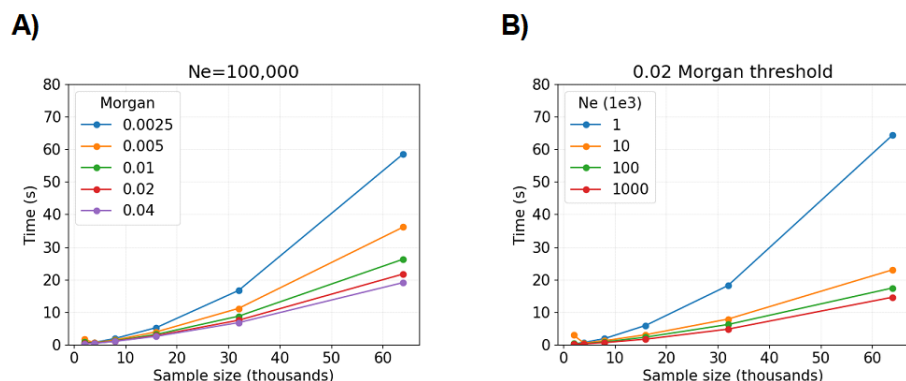 A)
Ne=100,000
80
70
60
50
40
30
20
10
0
Time (s)
Morgan
0.0025
0.005
0.01
0.02
0.04
0 10 20 30 40 50 60
Sample size (thousands)
B)
0.02 Morgan threshold
80
70
60
50
40
30
20
10
0
Time (s)
Ne (1e3)
1
10
100
1000
0 10 20 30 40 50 60
Sample size (thousands)